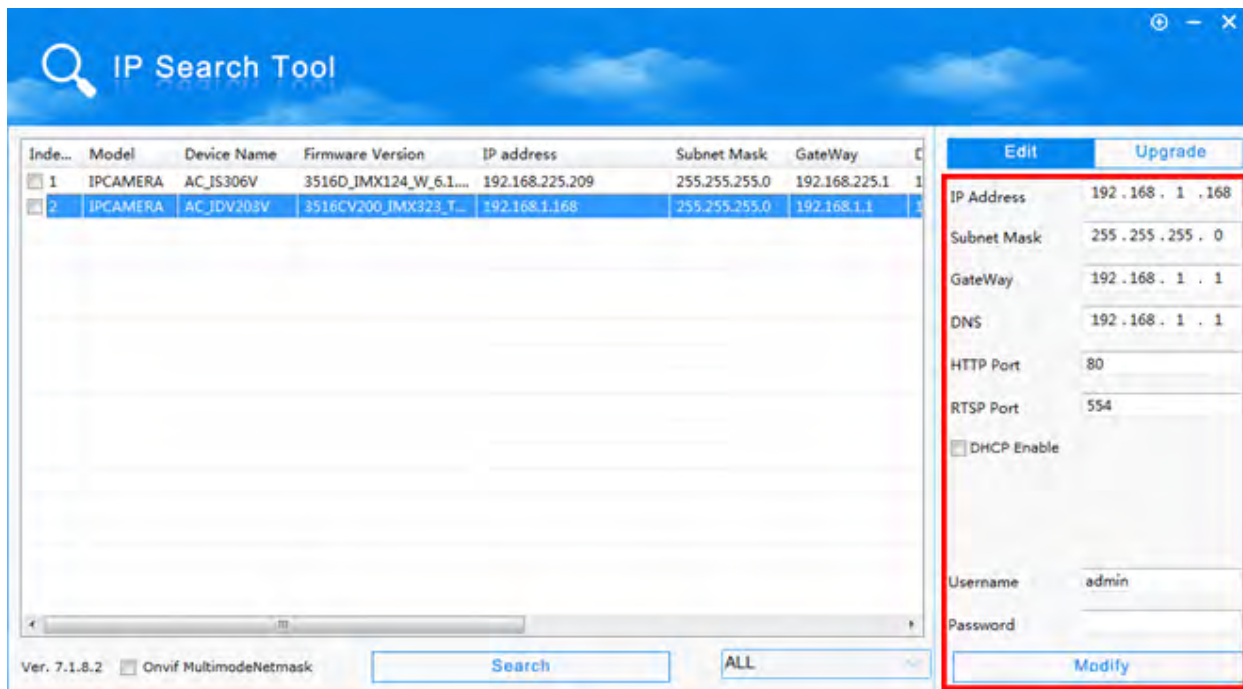 IP Search Tool
Inde... Model Device Name Firmware Version IP address Subnet Mask GateWay
1 IPCAMERA AC_IS306V 3516D_IMX124_W_6.1.... 192.168.225.209 255.255.255.0 192.168.225.1 1
2 IPCAMERA AC_IDV203V 3516CV200_IMX323_T... 192.168.1.168 255.255.255.0 192.168.1.1 1
Edit Upgrade
IP Address 192 . 168 . 1 . 168
Subnet Mask 255 . 255 . 255 . 0
GateWay 192 . 168 . 1 . 1
DNS 192 . 168 . 1 . 1
HTTP Port 80
RTSP Port 554
DHCP Enable
Username admin
Password
Modify
Ver. 7.1.8.2 Onvif MultimodeNetmask Search ALL